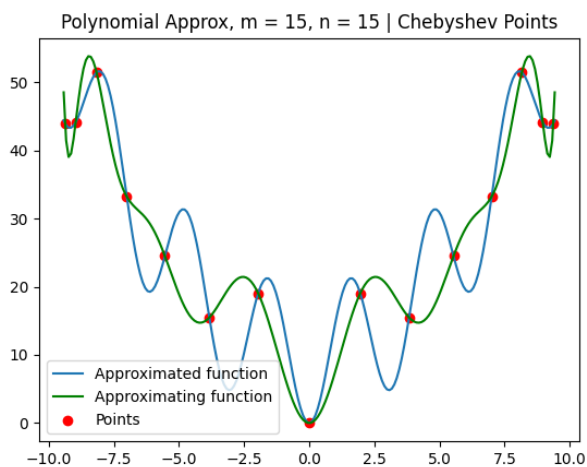 Polynomial Approx, m = 15, n = 15 | Chebyshev Points
50
40
30
20
10
0
Approximated function
Approximating function
Points
−10.0 −7.5 −5.0 −2.5 0.0 2.5 5.0 7.5 10.0